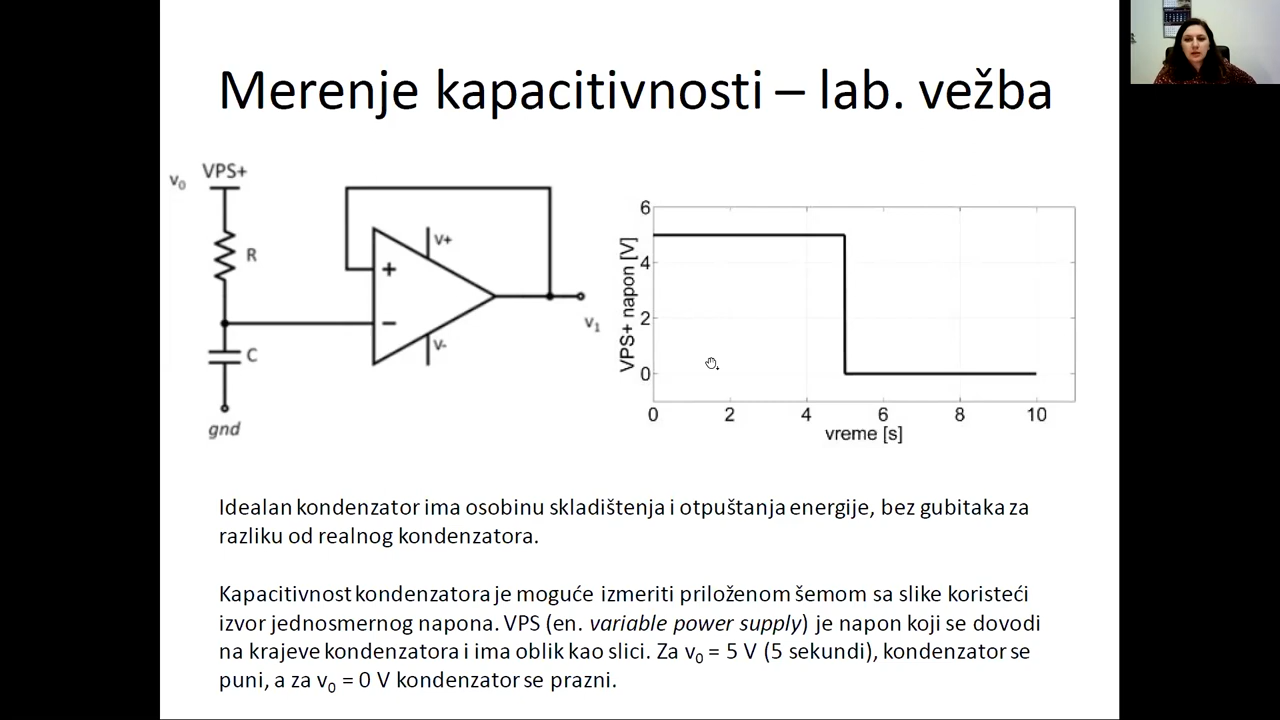 Merenje kapacitivnosti – lab. vežba
v0
VPS+
R
C
gnd
V+
+
−
V-
v1
VPS+ napon [V]
6
4
2
0
0 2 4 6 8 10
vreme [s]
Idealan kondenzator ima osobinu skladištenja i otpuštanja energije, bez gubitaka za
razliku od realnog kondenzatora.
Kapacitivnost kondenzatora je moguće izmeriti priloženom šemom sa slike koristeći
izvor jednosmernog napona. VPS (en. variable power supply) je napon koji se dovodi
na krajeve kondenzatora i ima oblik kao slici. Za v0 = 5 V (5 sekundi), kondenzator se
puni, a za v0 = 0 V kondenzator se prazni.